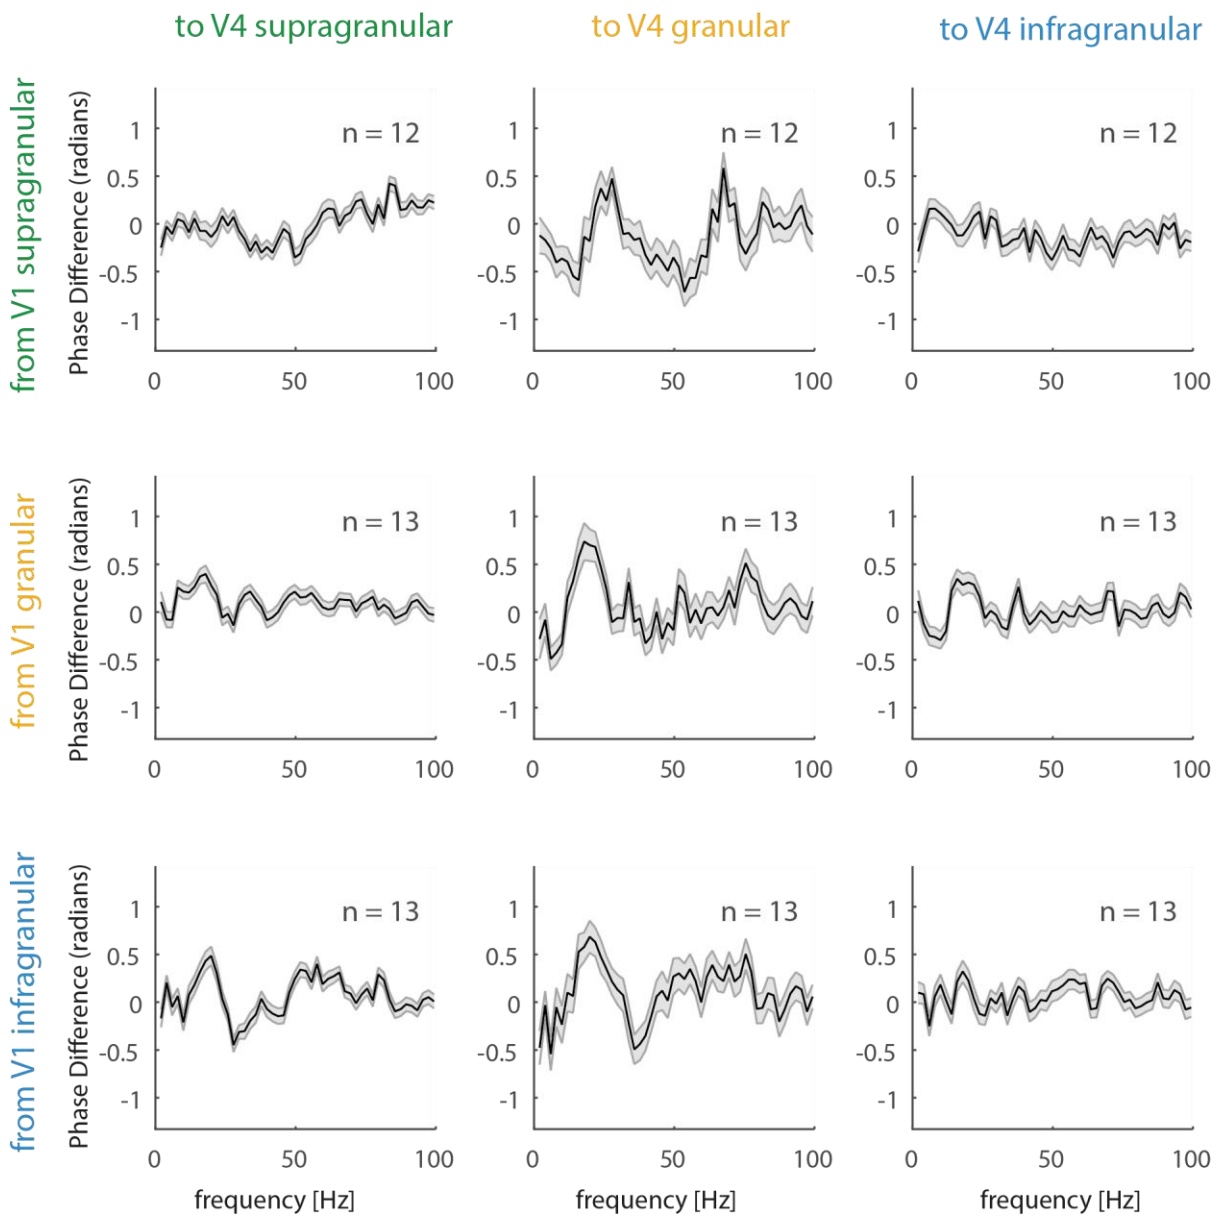 to V4 supragranular
to V4 granular
to V4 infragranular
from V1 supragranular
Phase Difference (radians)
1
0.5
0
-0.5
-1
n = 12
0 50 100
1
0.5
0
-0.5
-1
n = 12
0 50 100
1
0.5
0
-0.5
-1
n = 12
0 50 100
from V1 granular
Phase Difference (radians)
1
0.5
0
-0.5
-1
n = 13
0 50 100
1
0.5
0
-0.5
-1
n = 13
0 50 100
1
0.5
0
-0.5
-1
n = 13
0 50 100
from V1 infragranular
Phase Difference (radians)
1
0.5
0
-0.5
-1
n = 13
0 50 100
frequency [Hz]
1
0.5
0
-0.5
-1
n = 13
0 50 100
frequency [Hz]
1
0.5
0
-0.5
-1
n = 13
0 50 100
frequency [Hz]